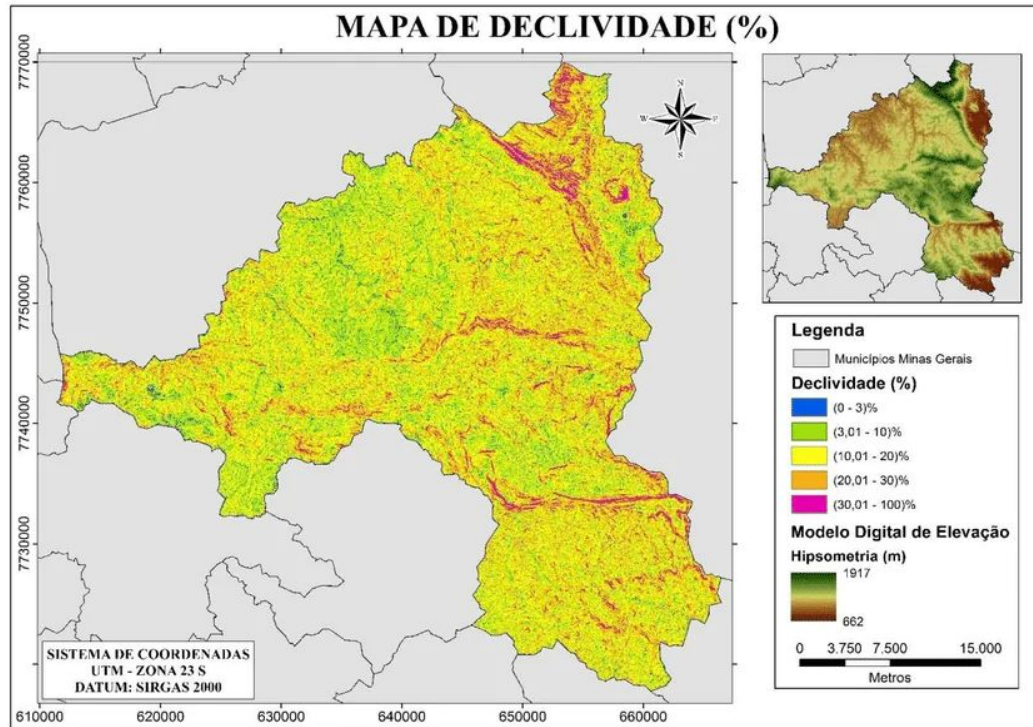 MAPA DE DECLIVIDADE (%)
7770000
7760000
7750000
7740000
7730000
N
W
S
SISTEMA DE COORDENADAS
UTM - ZONA 23 S
DATUM: SIRGAS 2000
610000 620000 630000 640000 650000 660000
Legenda
Municípios Minas Gerais
Declividade (%)
(0 - 3)%
(3,01 - 10)%
(10,01 - 20)%
(20,01 - 30)%
(30,01 - 100)%
Modelo Digital de Elevação
Hipsometria (m)
1917
662
0 3.750 7.500 15.000
Metros